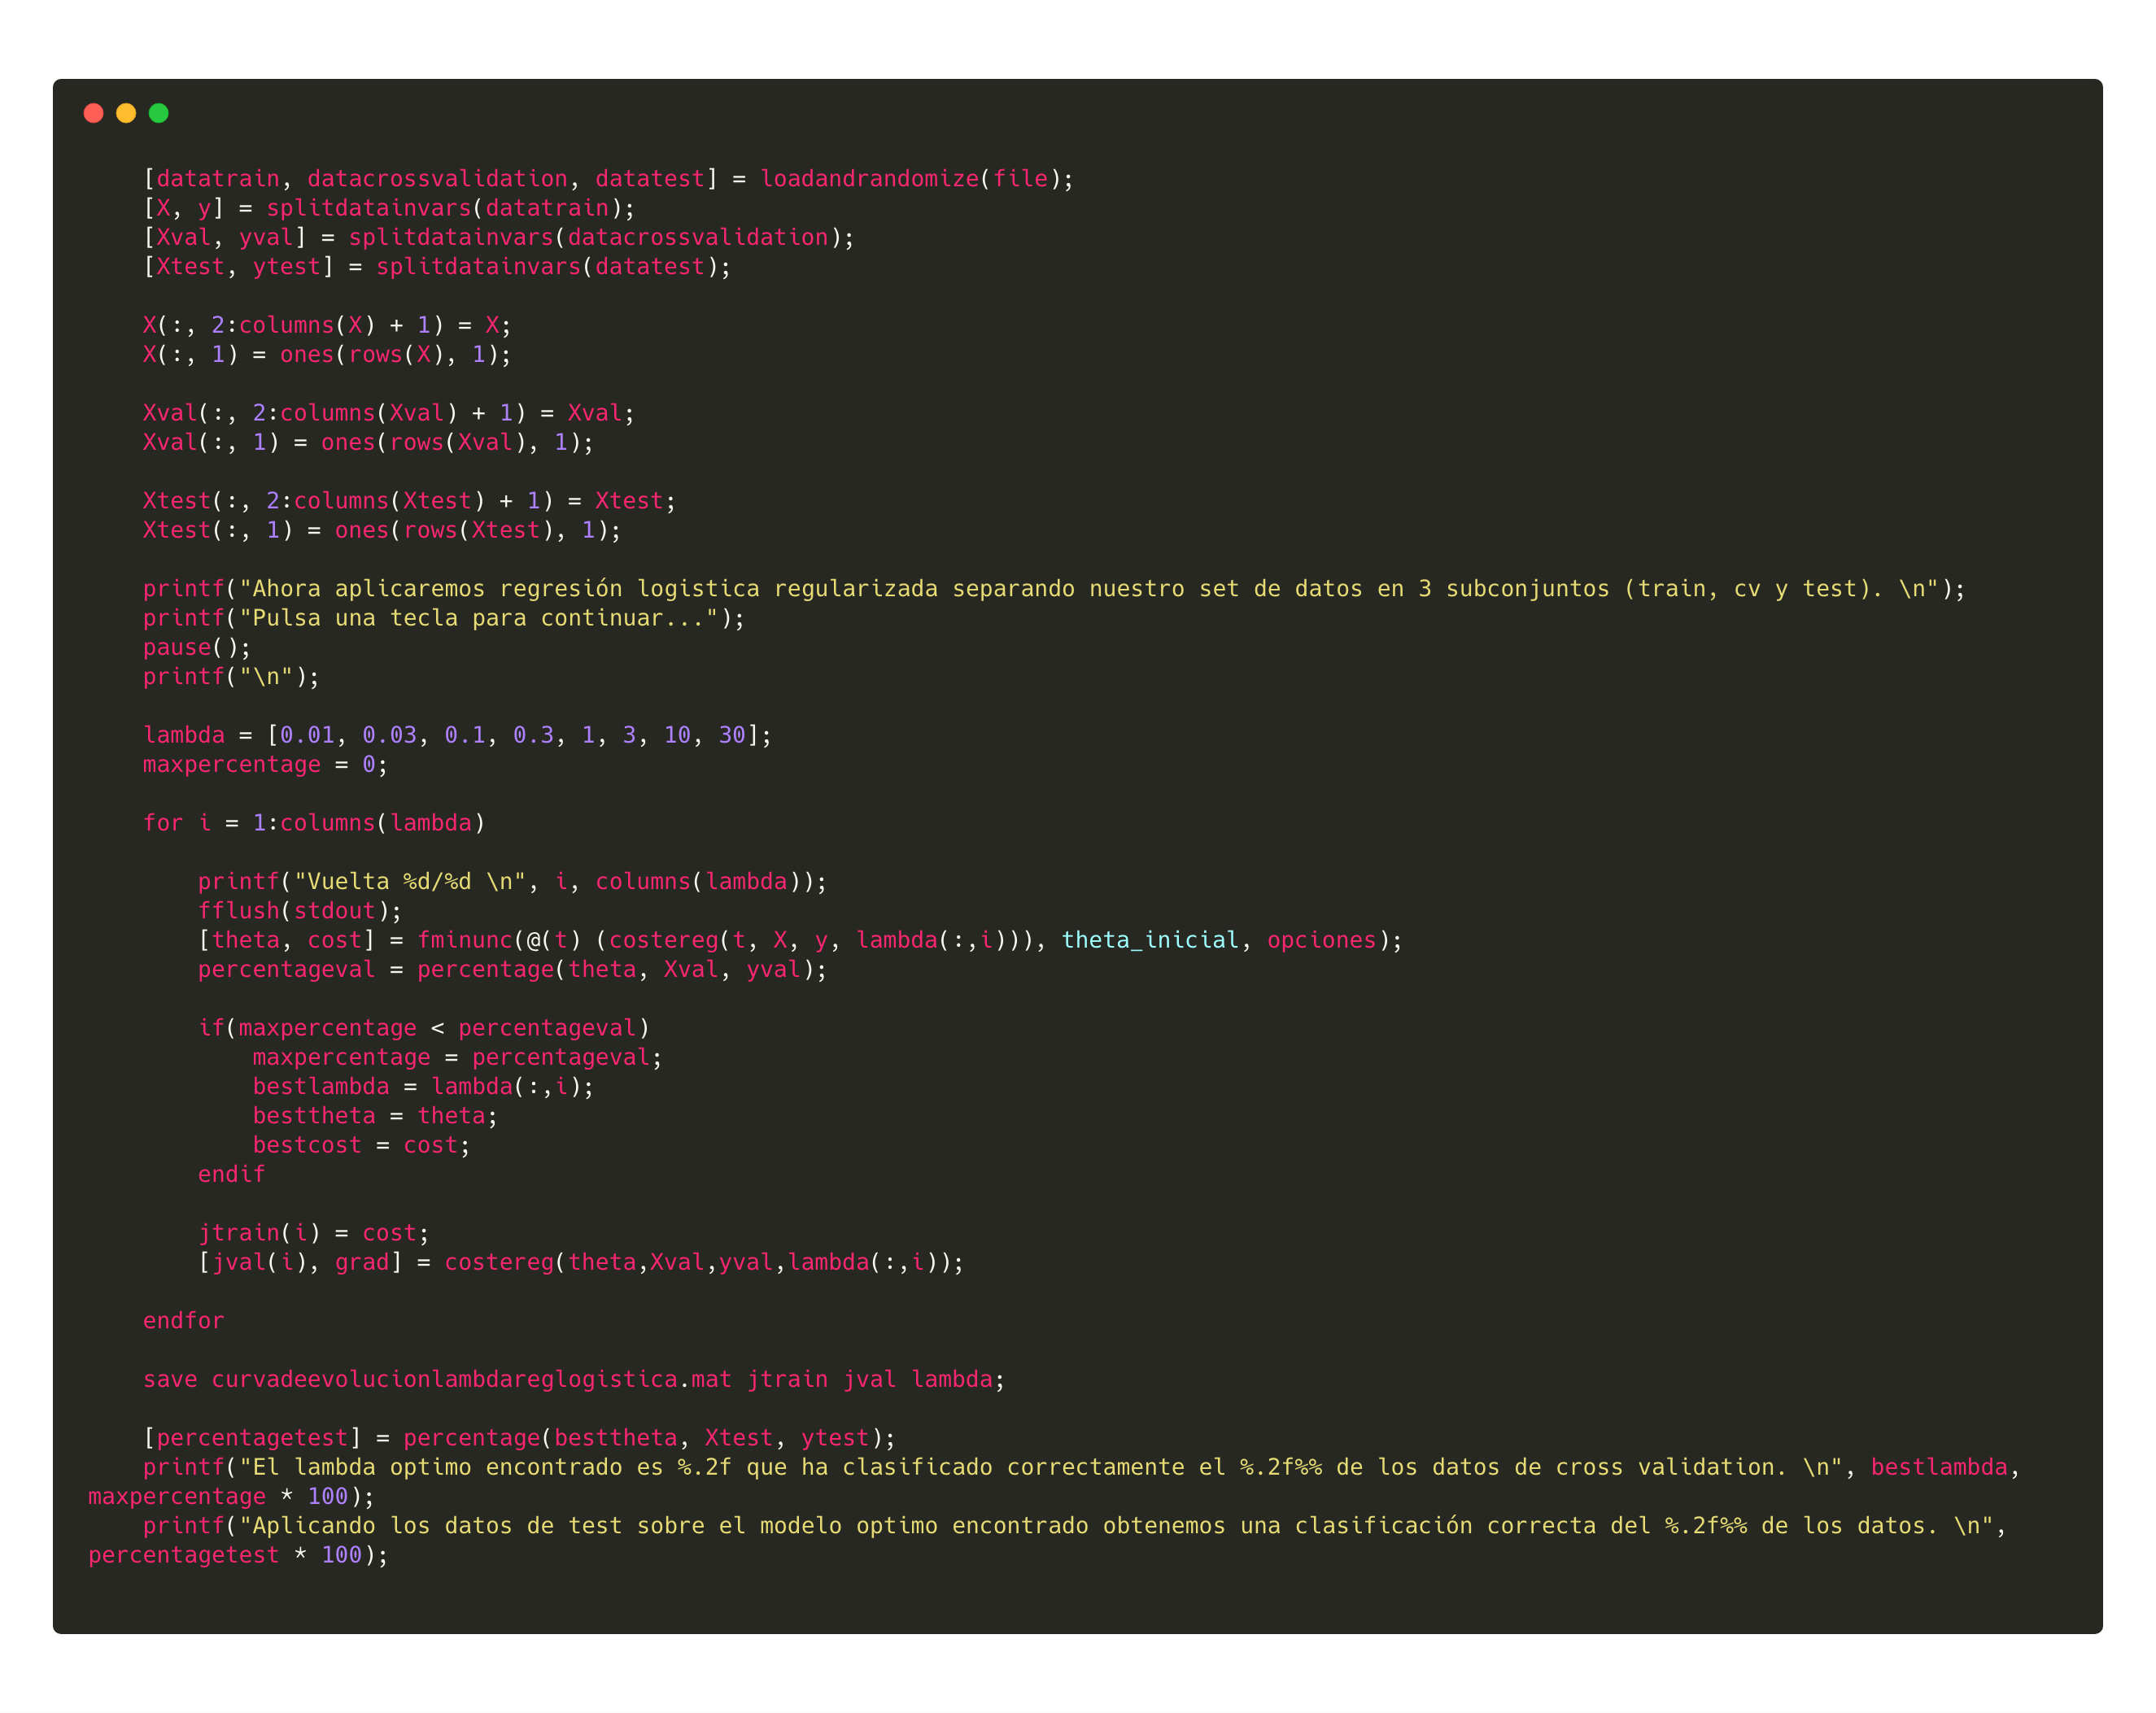 [datatrain, datacrossvalidation, datatest] = loadandrandomize(file);
[X, y] = splitdatainvars(datatrain);
[Xval, yval] = splitdatainvars(datacrossvalidation);
[Xtest, ytest] = splitdatainvars(datatest);
X(:, 2:columns(X) + 1) = X;
X(:, 1) = ones(rows(X), 1);
Xval(:, 2:columns(Xval) + 1) = Xval;
Xval(:, 1) = ones(rows(Xval), 1);
Xtest(:, 2:columns(Xtest) + 1) = Xtest;
Xtest(:, 1) = ones(rows(Xtest), 1);
printf("Ahora aplicaremos regresión logistica regularizada separando nuestro set de datos en 3 subconjuntos (train, cv y test). \n");
printf("Pulsa una tecla para continuar...");
pause();
printf("\n");
lambda = [0.01, 0.03, 0.1, 0.3, 1, 3, 10, 30];
maxpercentage = 0;
for i = 1:columns(lambda)
printf("Vuelta %d/%d \n", i, columns(lambda));
fflush(stdout);
[theta, cost] = fminunc(@(t) (costereg(t, X, y, lambda(:,i))), theta_inicial, opciones);
percentageval = percentage(theta, Xval, yval);
if(maxpercentage < percentageval)
maxpercentage = percentageval;
bestlambda = lambda(:,i);
besttheta = theta;
bestcost = cost;
endif
jtrain(i) = cost;
[jval(i), grad] = costereg(theta,Xval,yval,lambda(:,i));
endfor
save curvadeevolucionlambdareglogistica.mat jtrain jval lambda;
[percentagetest] = percentage(besttheta, Xtest, ytest);
printf("El lambda optimo encontrado es %.2f que ha clasificado correctamente el %.2f%% de los datos de cross validation. \n", bestlambda,
maxpercentage * 100);
printf("Aplicando los datos de test sobre el modelo optimo encontrado obtenemos una clasificación correcta del %.2f%% de los datos. \n",
percentagetest * 100);